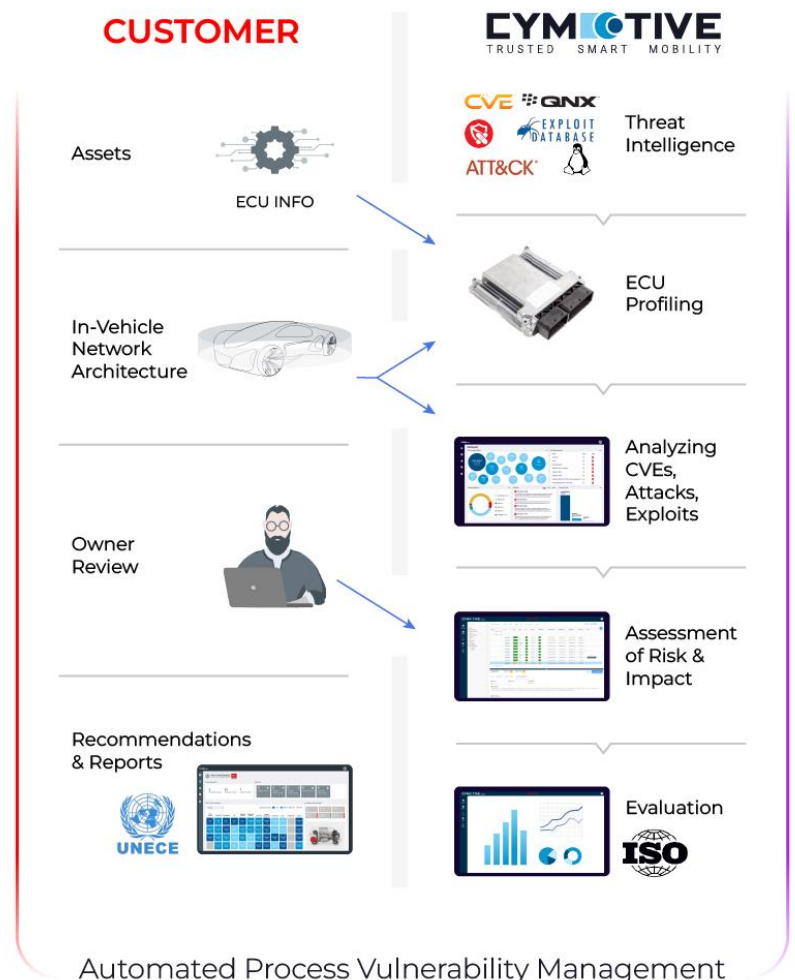 CUSTOMER
CYMOTIVE
TRUSTED SMART MOBILITY
Assets
ECU INFO
CVE
QNX
EXPLOIT
DATABASE
ATT&CK®
Threat
Intelligence
In-Vehicle
Network
Architecture
ECU
Profiling
Analyzing
CVEs,
Attacks,
Exploits
Owner
Review
Assessment
of Risk &
Impact
Recommendations
& Reports
UNECE
Evaluation
ISO
Automated Process Vulnerability Management